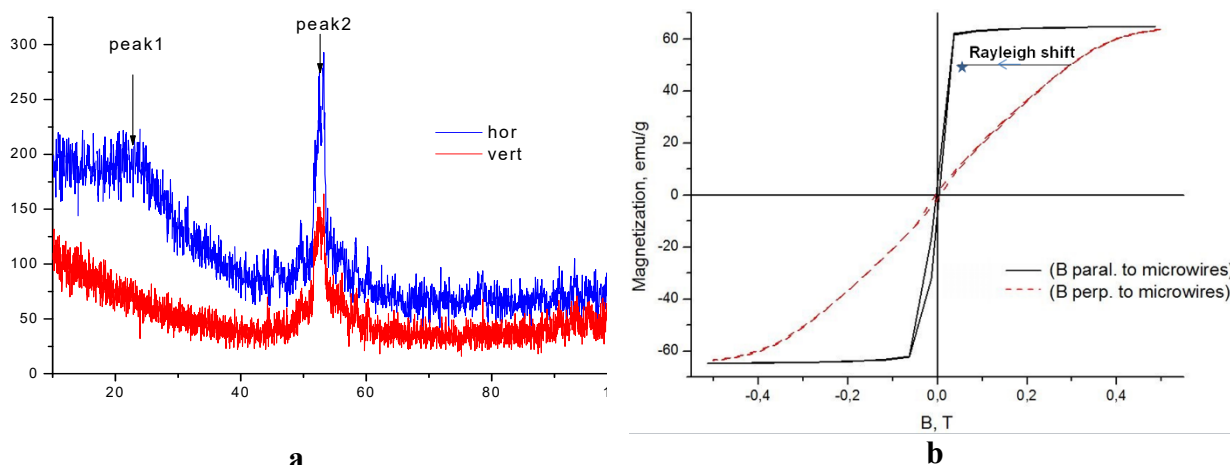 peak2
peak1
hor
vert
300
250
200
150
100
50
0
20
40
60
80
a
Rayleigh shift
Magnetization, emu/g
60
40
20
0
-20
-40
-60
(B paral. to microwires)
(B perp. to microwires)
-0,4
-0,2
0,0
0,2
0,4
B, T
b